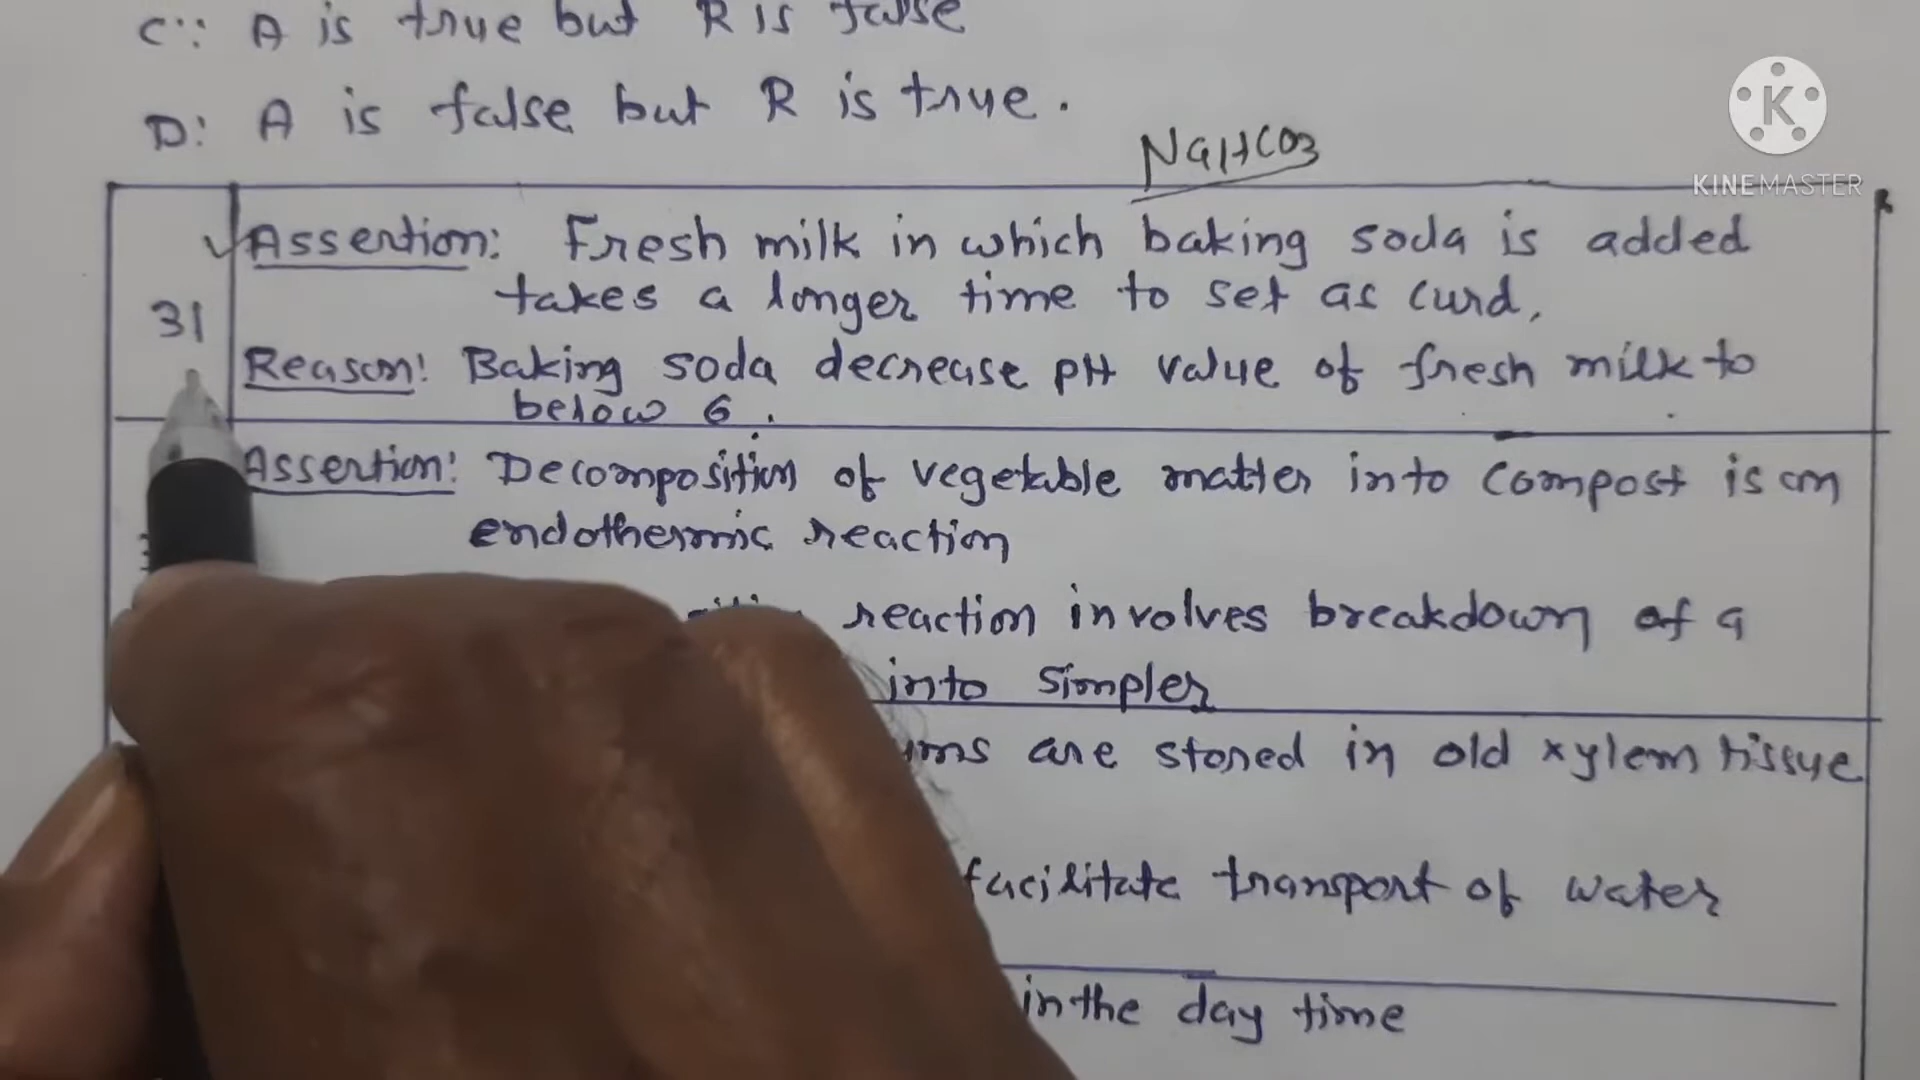 C: A is true but R is false
D: A is false but R is true.
NaHCO3
KINEMASTER
31
Assertion: Fresh milk in which baking soda is added
takes a longer time to set as curd.
Reason: Baking soda decrease pH value of fresh milk to
below 6.
Assertion: Decomposition of vegetable matter into compost is an
endothermic reaction
reaction involves breakdown of a
into simpler
are stored in old xylem tissue
facilitate transport of water
in the day time